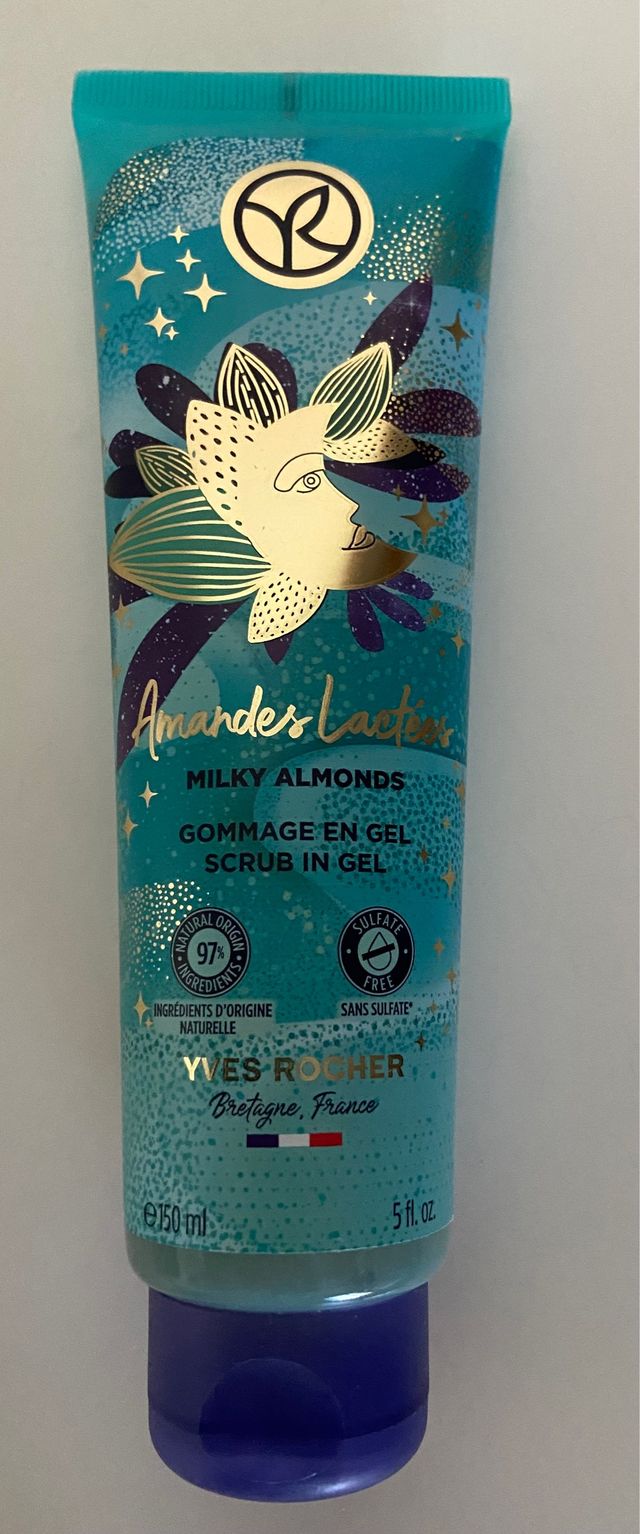 YR
Amandes Lactées
MILKY ALMONDS
GOMMAGE EN GEL
SCRUB IN GEL
NATURAL ORIGIN
97%
INGREDIENTS
SULFATE
FREE
INGRÉDIENTS D'ORIGINE
NATURELLE
SANS SULFATE*
YVES ROCHER
Bretagne, France
℮150 ml
5 fl. oz.